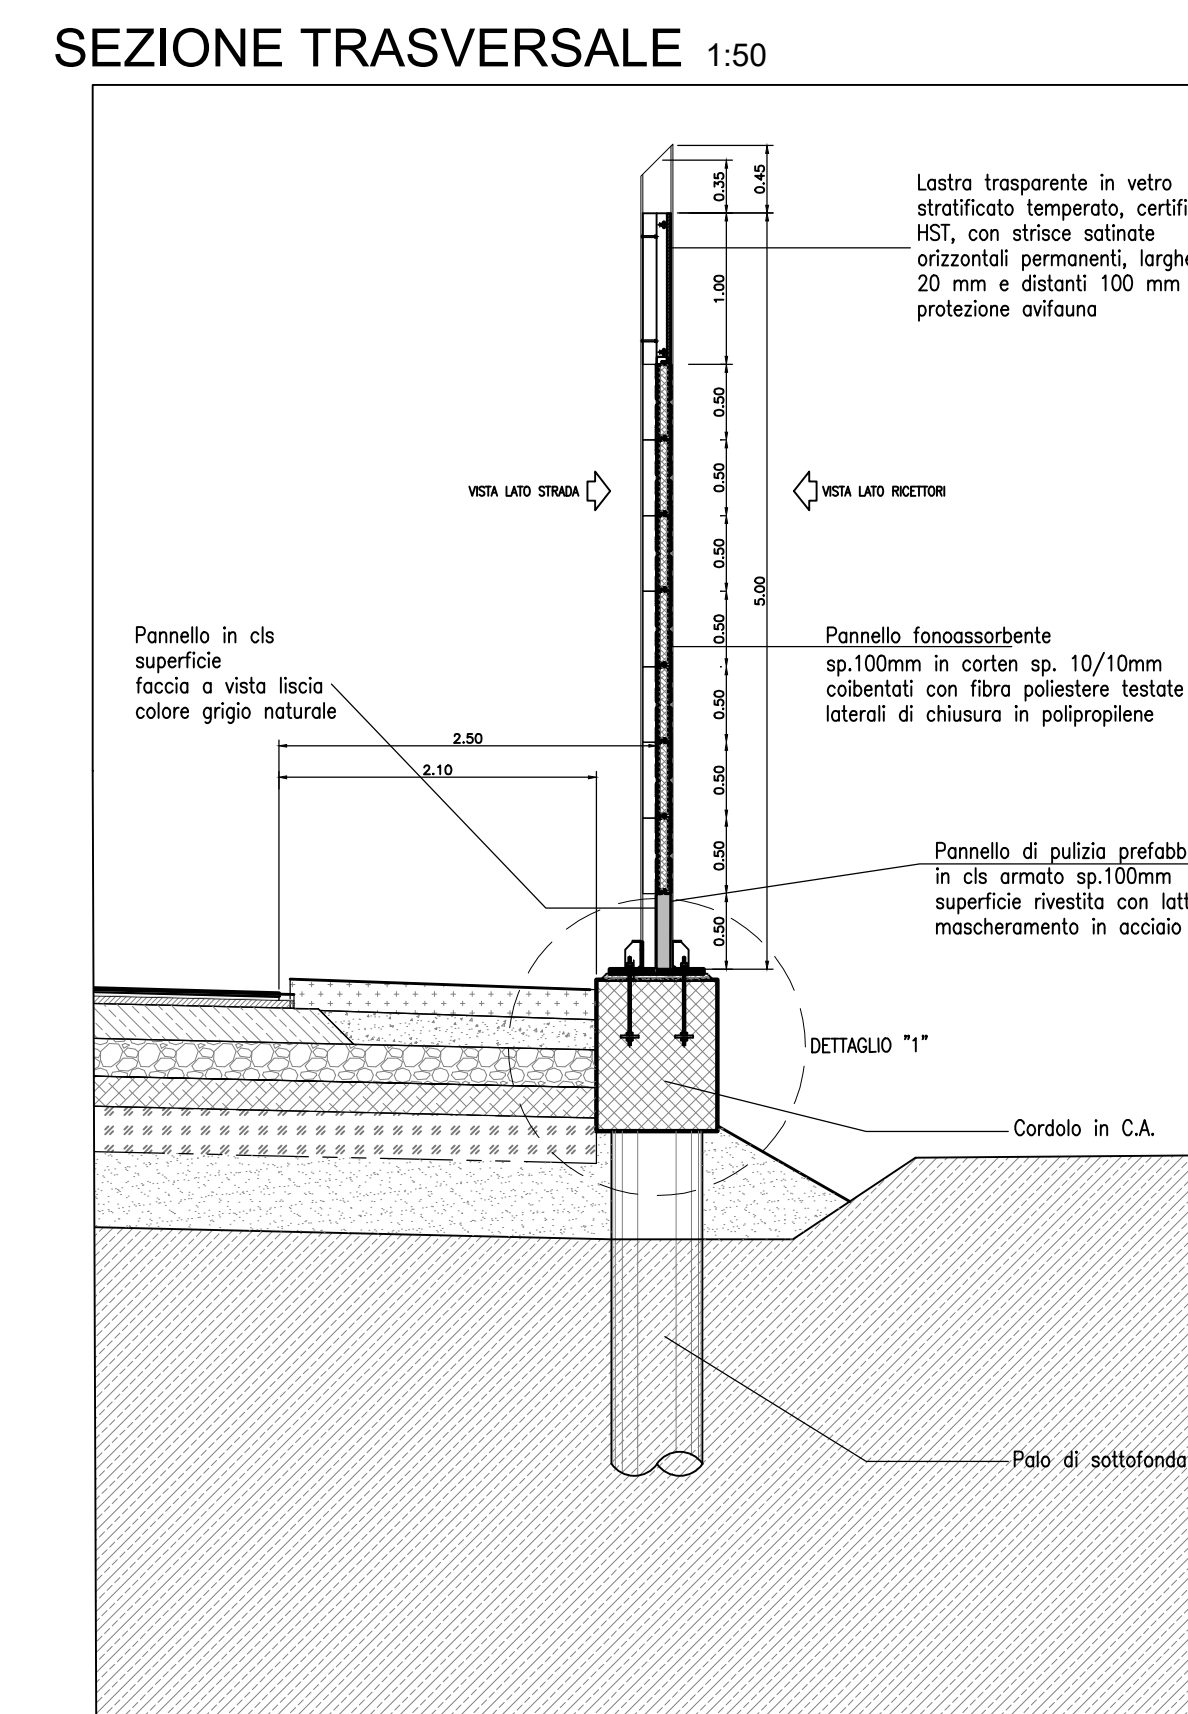 SEZIONE TRASVERSALE 1:50
0.35
0.45
Lastra trasparente in vetro
stratificato temperato,
HST, con strisce satinate
orizzontali permanenti,
20 mm e distanti 100 mm
protezione avifauna
1.00
0.50
0.50
VISTA LATO STRADA
VISTA LATO RICETTORI
0.50
5.00
0.50
Pannello in cls
superficie
faccia a vista liscia
colore grigio naturale
Pannello fonoassorbente
sp.100mm in corten sp. 10/10mm
coibentati con fibra poliestere testate
laterali di chiusura in polipropilene
0.50
2.50
2.10
0.50
0.50
Pannello di pulizia
in cls armato sp.100mm
superficie rivestita con
mascheramento in acciaio
0.50
DETTAGLIO "1"
Cordolo in C.A.
Palo di